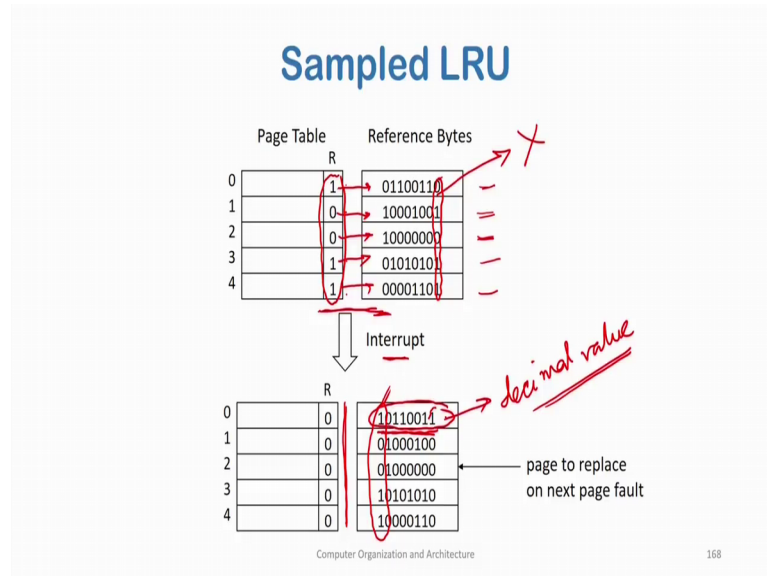 Sampled LRU
Page Table Reference Bytes
R
0 1 01100110
1 0 10001001
2 0 10000000
3 1 01010101
4 1 00001101
X
Interrupt
decimal value
R
0 0 10110011
1 0 01000100
2 0 01000000
3 0 10101010
4 0 10000110
page to replace
on next page fault
Computer Organization and Architecture 168